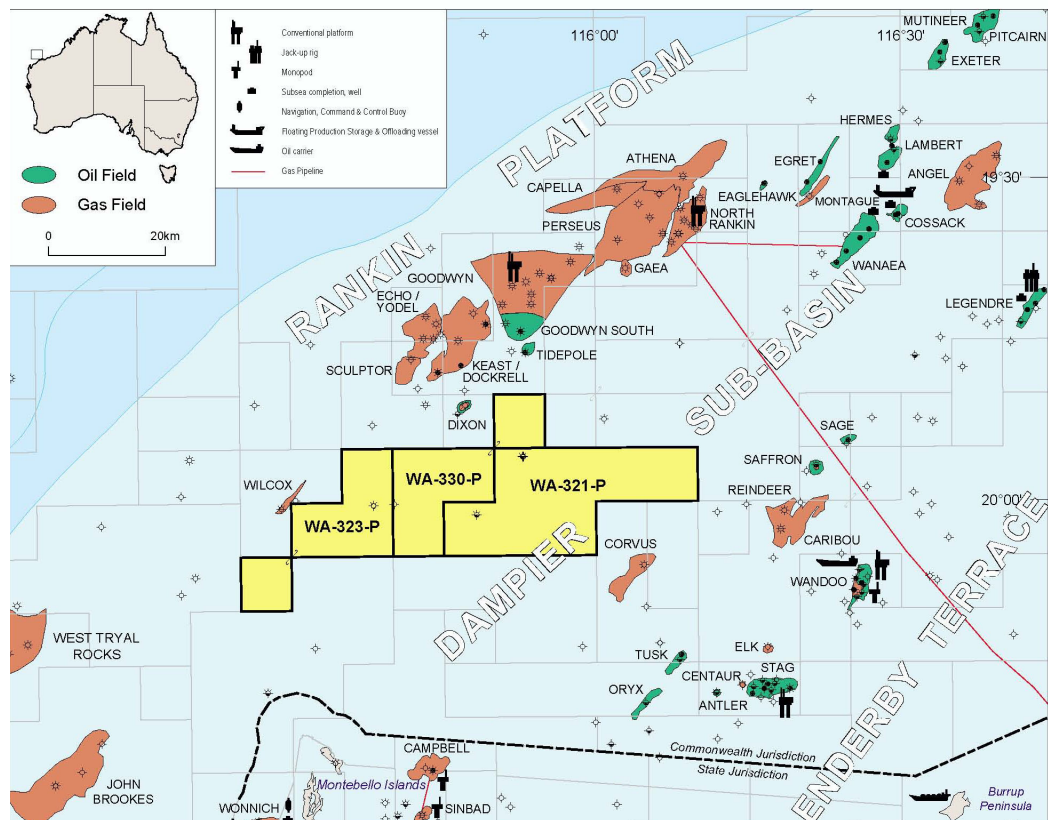 Conventional platform
Jack-up rig
Monopod
Subsea completion, well
Navigation, Command & Control Buoy
Floating Production Storage & Offloading vessel
Oil carrier
Gas Pipeline
Oil Field
Gas Field
0
20km
116°00'
116°30'
MUTINEER
PITCAIRN
EXETER
PLATFORM
HERMES
LAMBERT
ATHENA
EGRET
ANGEL
19°30'
CAPELLA
EAGLEHAWK
MONTAGUE
PERSEUS
NORTH
RANKIN
COSSACK
RANKIN
GAEA
WANAEA
GOODWYN
SUB-BASIN
ECHO /
YODEL
LEGENDRE
GOODWYN SOUTH
TIDEPOLE
SCULPTOR
KEAST /
DOCKRELL
DIXON
SAGE
SAFFRON
WILCOX
WA-330-P
WA-321-P
REINDEER
20°00'
WA-323-P
CARIBOU
CORVUS
DAMPIER
WANDOO
TERRACE
WEST TRYAL
ROCKS
TUSK
ELK
CENTAUR
STAG
ORYX
ANTLER
ENDERBY
Commonwealth Jurisdiction
State Jurisdiction
CAMPBELL
JOHN
BROOKES
Montebello Islands
WONNICH
SINBAD
Burrup
Peninsula